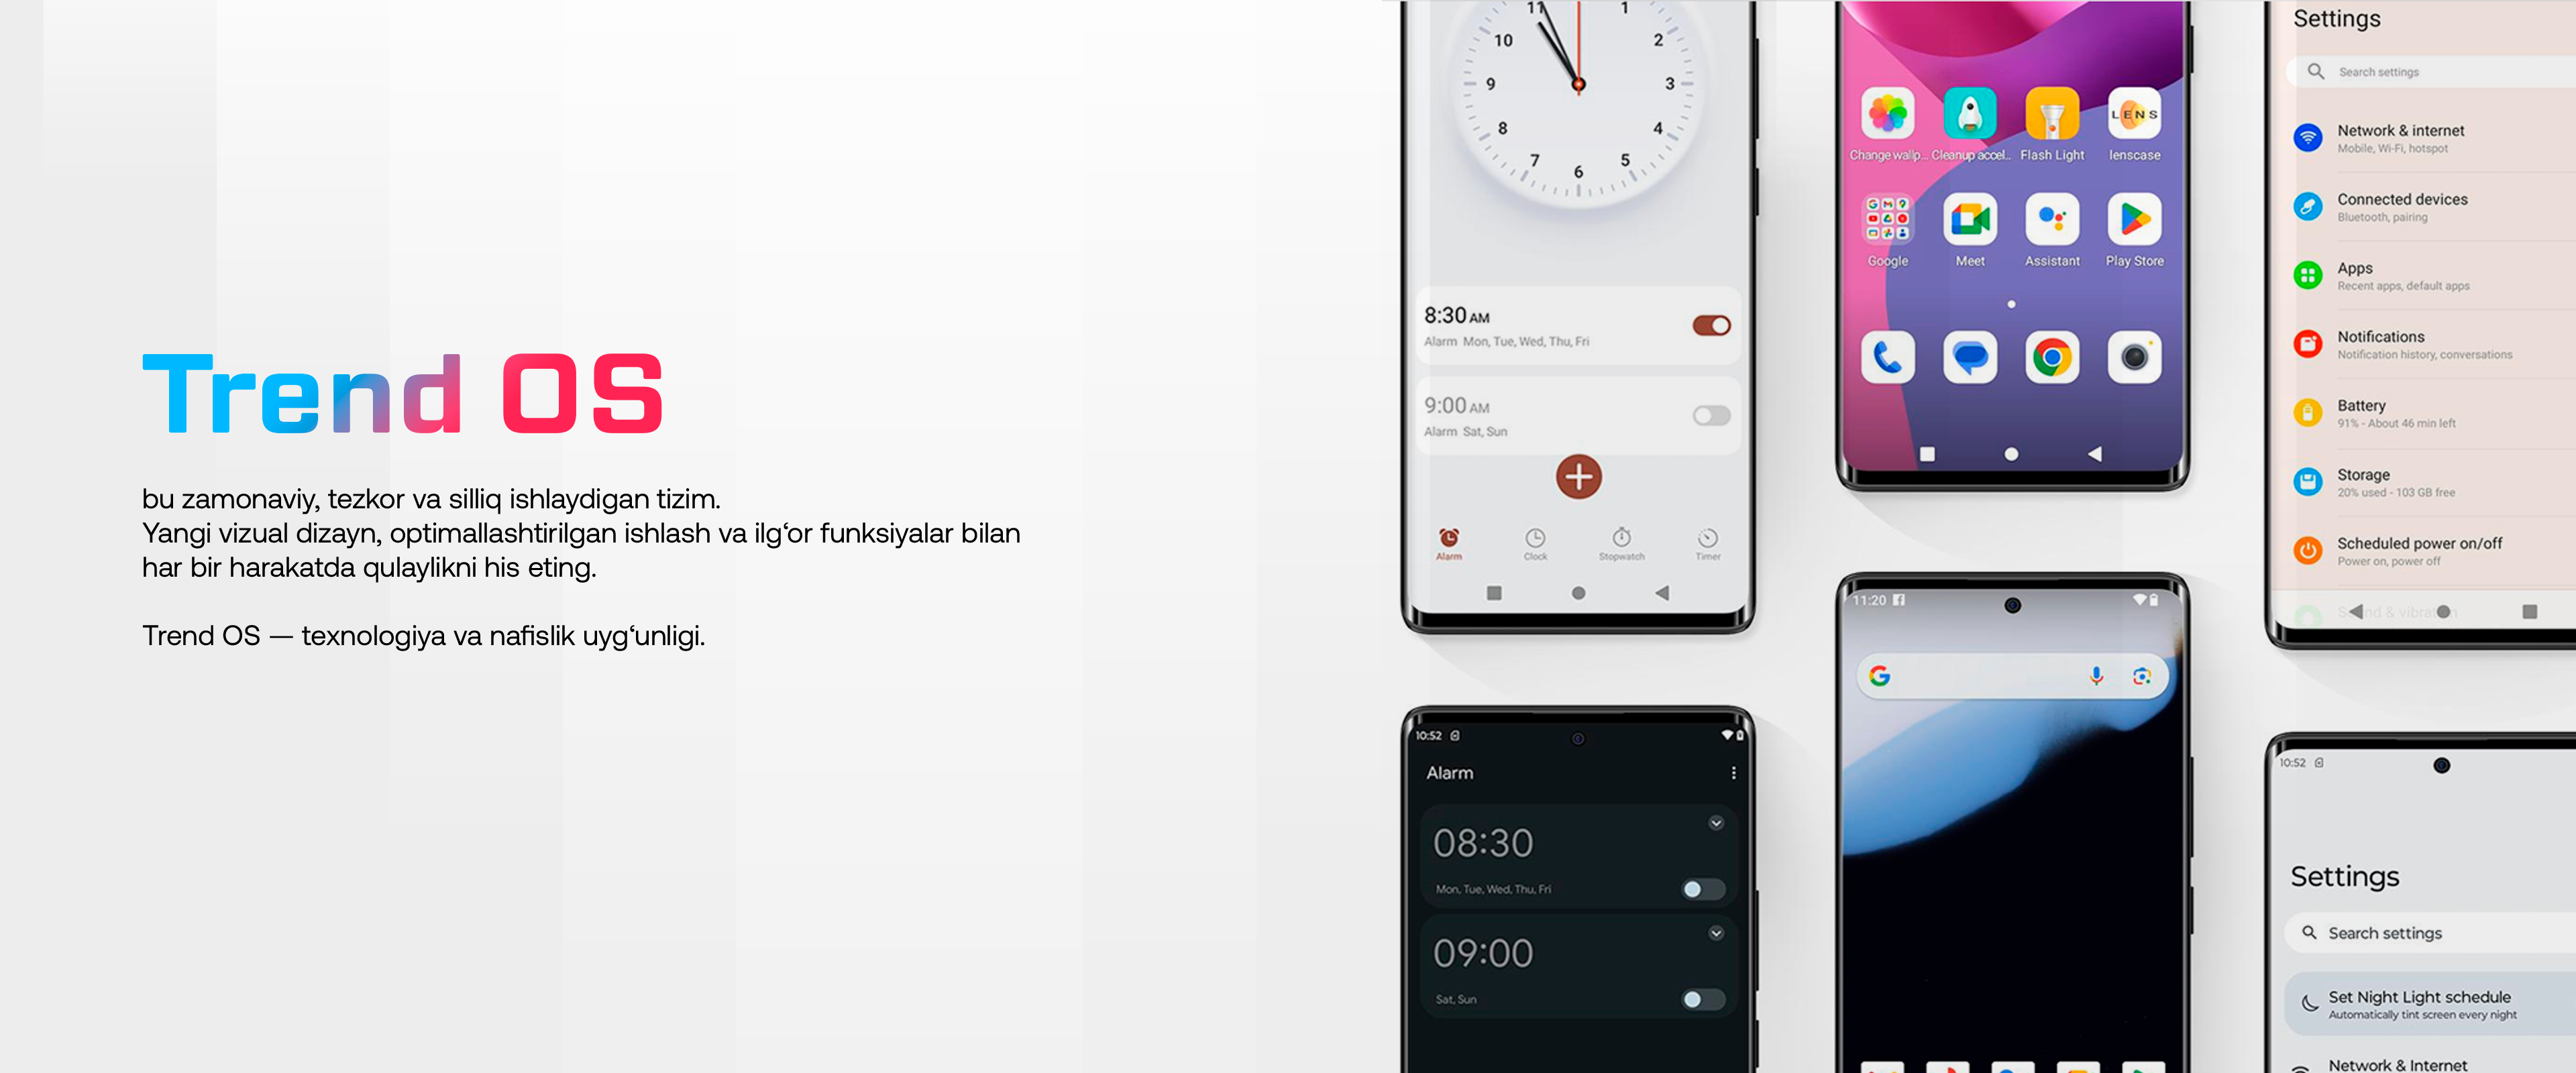 Trend OS
bu zamonaviy, tezkor va silliq ishlaydigan tizim.
Yangi vizual dizayn, optimallashtirilgan ishlash va ilg‘or funksiyalar bilan
har bir harakatda qulaylikni his eting.
Trend OS — texnologiya va nafislik uyg‘unligi.
11
1
10
2
9
3
8
4
7
5
6
8:30 AM
Alarm Mon, Tue, Wed, Thu, Fri
9:00 AM
Alarm Sat, Sun
Alarm
Clock
Stopwatch
Timer
10:52
Alarm
08:30
Mon, Tue, Wed, Thu, Fri
09:00
Sat, Sun
LENS
Change wallp...
Cleanup accel...
Flash Light
lenscase
Google
Meet
Assistant
Play Store
11:20
Settings
Search settings
Network & internet
Mobile, Wi-Fi, hotspot
Connected devices
Bluetooth, pairing
Apps
Recent apps, default apps
Notifications
Notification history, conversations
Battery
91% - About 46 min left
Storage
20% used - 103 GB free
Scheduled power on/off
Power on, power off
Sound & vibration
10:52
Settings
Search settings
Set Night Light schedule
Automatically tint screen every night
Network & Internet